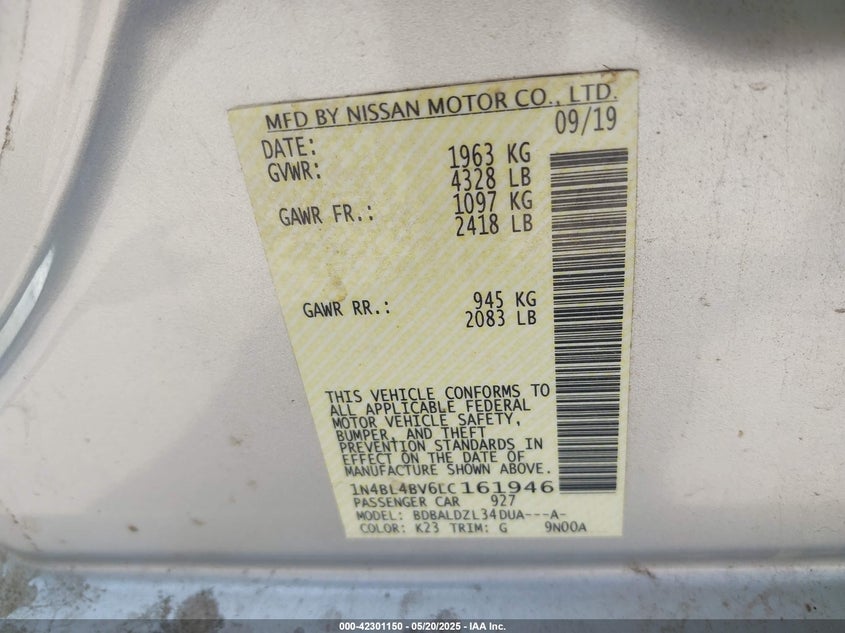 MFD BY NISSAN MOTOR CO., LTD.
DATE: 09/19
GVWR: 1963 KG
4328 LB
GAWR FR.: 1097 KG
2418 LB
GAWR RR.: 945 KG
2083 LB
THIS VEHICLE CONFORMS TO
ALL APPLICABLE FEDERAL
MOTOR VEHICLE SAFETY,
BUMPER, AND THEFT
PREVENTION STANDARDS IN
EFFECT ON THE DATE OF
MANUFACTURE SHOWN ABOVE.
1N4BL4BV6LC161946
PASSENGER CAR 927
MODEL: BDBALDZL34DUA---A-
COLOR: K23 TRIM: G 9N00A
000-42301150 - 05/20/2025 - IAA Inc.